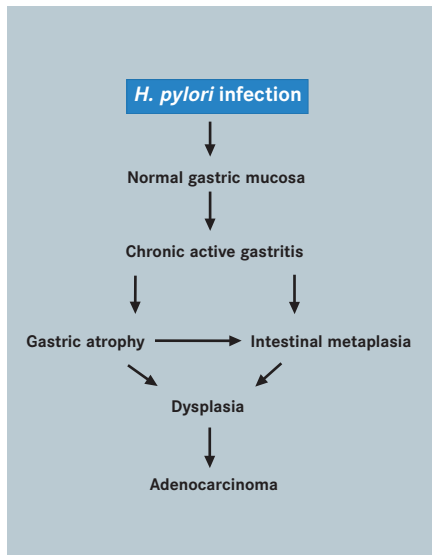 H. pylori infection
Normal gastric mucosa
Chronic active gastritis
Gastric atrophy
Intestinal metaplasia
Dysplasia
Adenocarcinoma